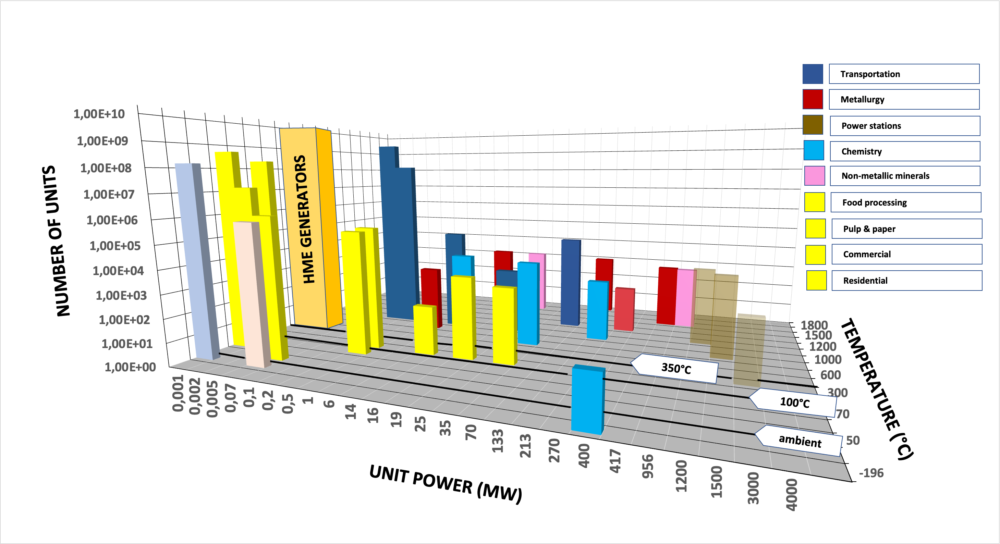 Transportation
Metallurgy
Power stations
Chemistry
Non-metallic minerals
Food processing
Pulp & paper
Commercial
Residential
NUMBER OF UNITS
1,00E+10
1,00E+09
1,00E+08
1,00E+07
1,00E+06
1,00E+05
1,00E+04
1,00E+03
1,00E+02
1,00E+01
1,00E+00
HME GENERATORS
350°C
100°C
ambient
0,001
0,002
0,005
0,07
0,1
0,2
0,5
1
6
14
16
19
25
35
70
133
213
270
400
417
956
1200
1500
3000
4000
UNIT POWER (MW)
1800
1500
1200
1000
600
300
70
50
-196
TEMPERATURE (°C)